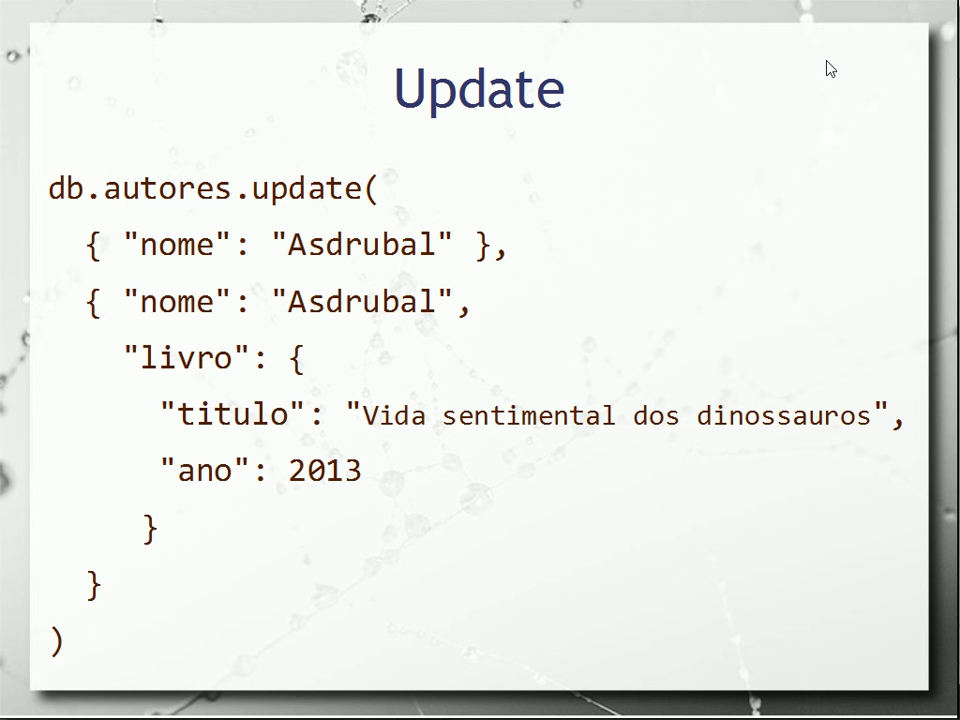 Update
db.autores.update(
{ "nome": "Asdrubal" },
{ "nome": "Asdrubal",
"livro": {
"titulo": "Vida sentimental dos dinossauros",
"ano": 2013
}
}
)